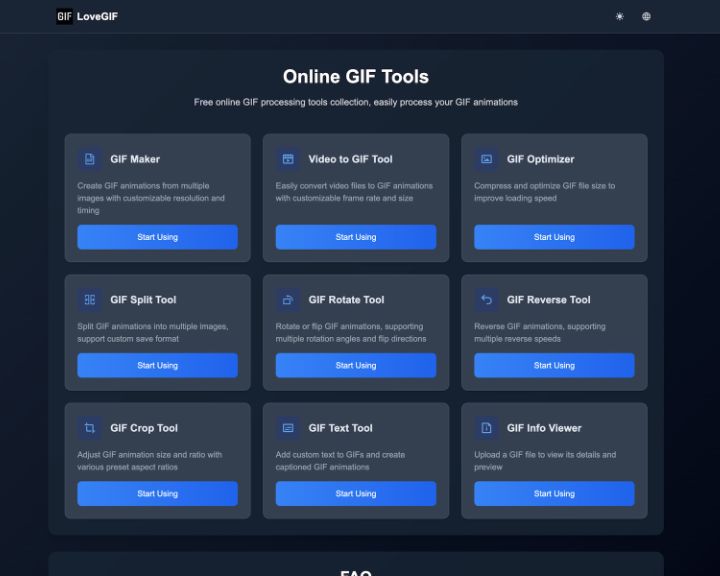 GIF LoveGIF
Online GIF Tools
Free online GIF processing tools collection, easily process your GIF animations
GIF Maker
Create GIF animations from multiple
images with customizable resolution and
timing
Start Using
Video to GIF Tool
Easily convert video files to GIF animations
with customizable frame rate and size
Start Using
GIF Optimizer
Compress and optimize GIF file size to
improve loading speed
Start Using
GIF Split Tool
Split GIF animations into multiple images,
support custom save format
Start Using
GIF Rotate Tool
Rotate or flip GIF animations, supporting
multiple rotation angles and flip directions
Start Using
GIF Reverse Tool
Reverse GIF animations, supporting
multiple reverse speeds
Start Using
GIF Crop Tool
Adjust GIF animation size and ratio with
various preset aspect ratios
Start Using
GIF Text Tool
Add custom text to GIFs and create
captioned GIF animations
Start Using
GIF Info Viewer
Upload a GIF file to view its details and
preview
Start Using
FAQ